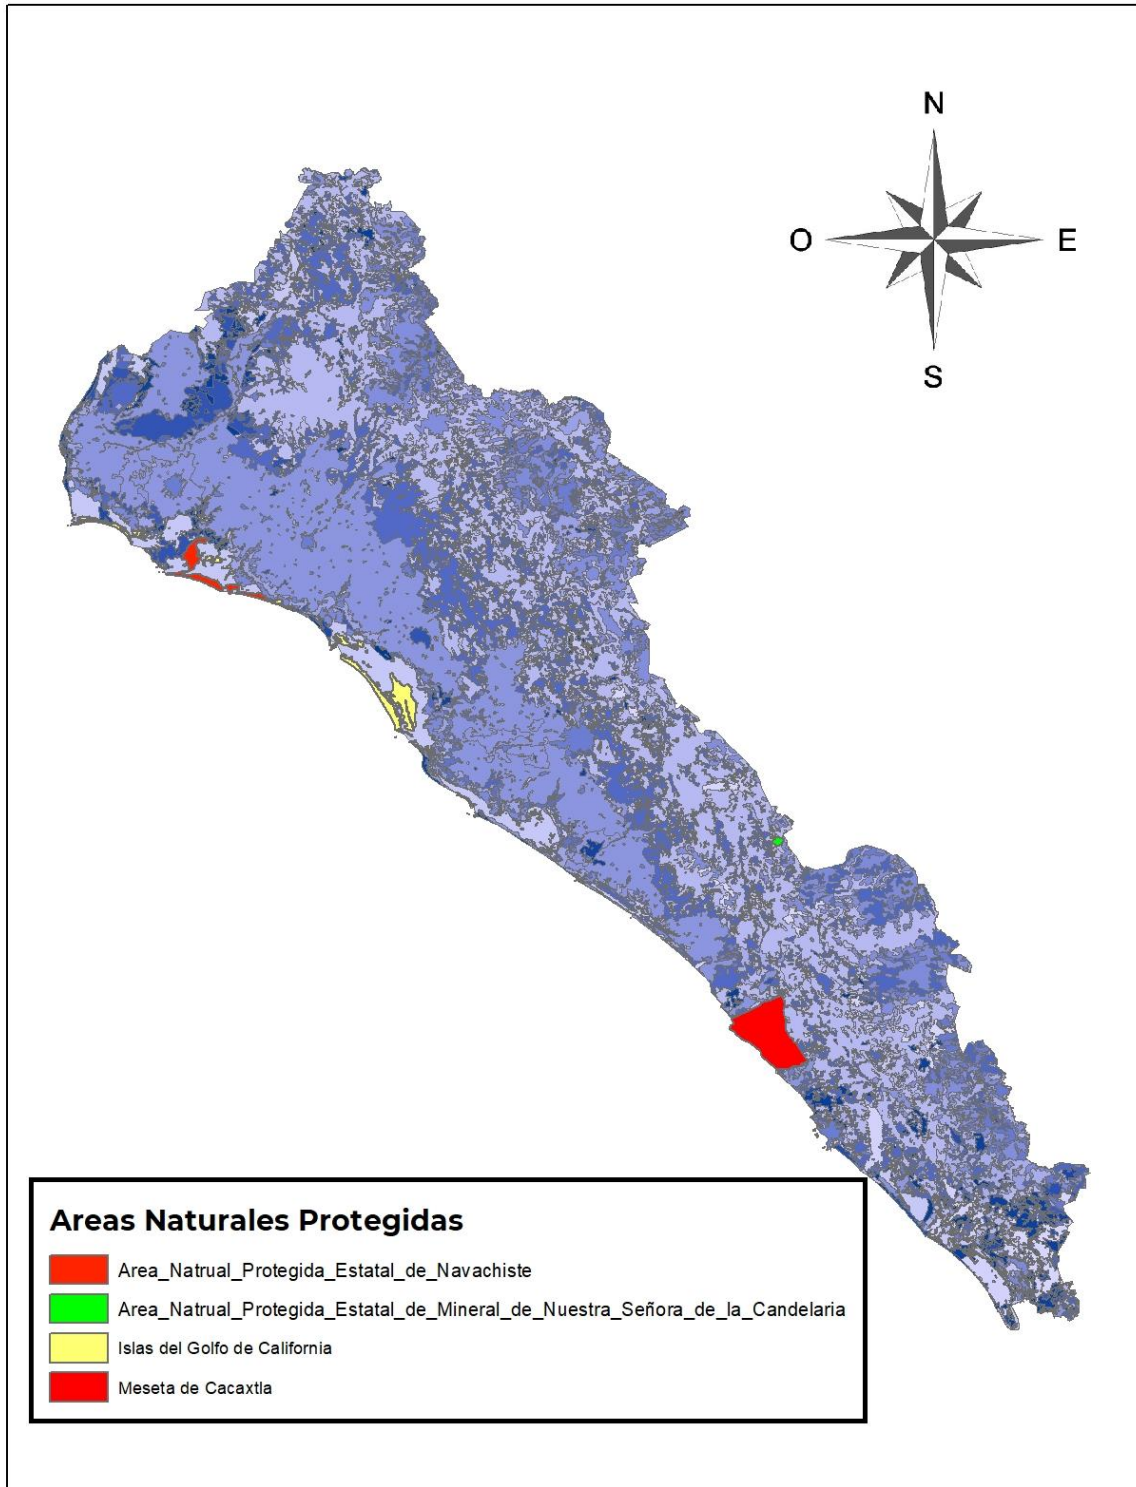 N
O
E
S
Areas Naturales Protegidas
Area_Natrual_Protegida_Estatal_de_Navachiste
Area_Natrual_Protegida_Estatal_de_Mineral_de_Nuestra_Señora_de_la_Candelaria
Islas del Golfo de California
Meseta de Cacaxtla